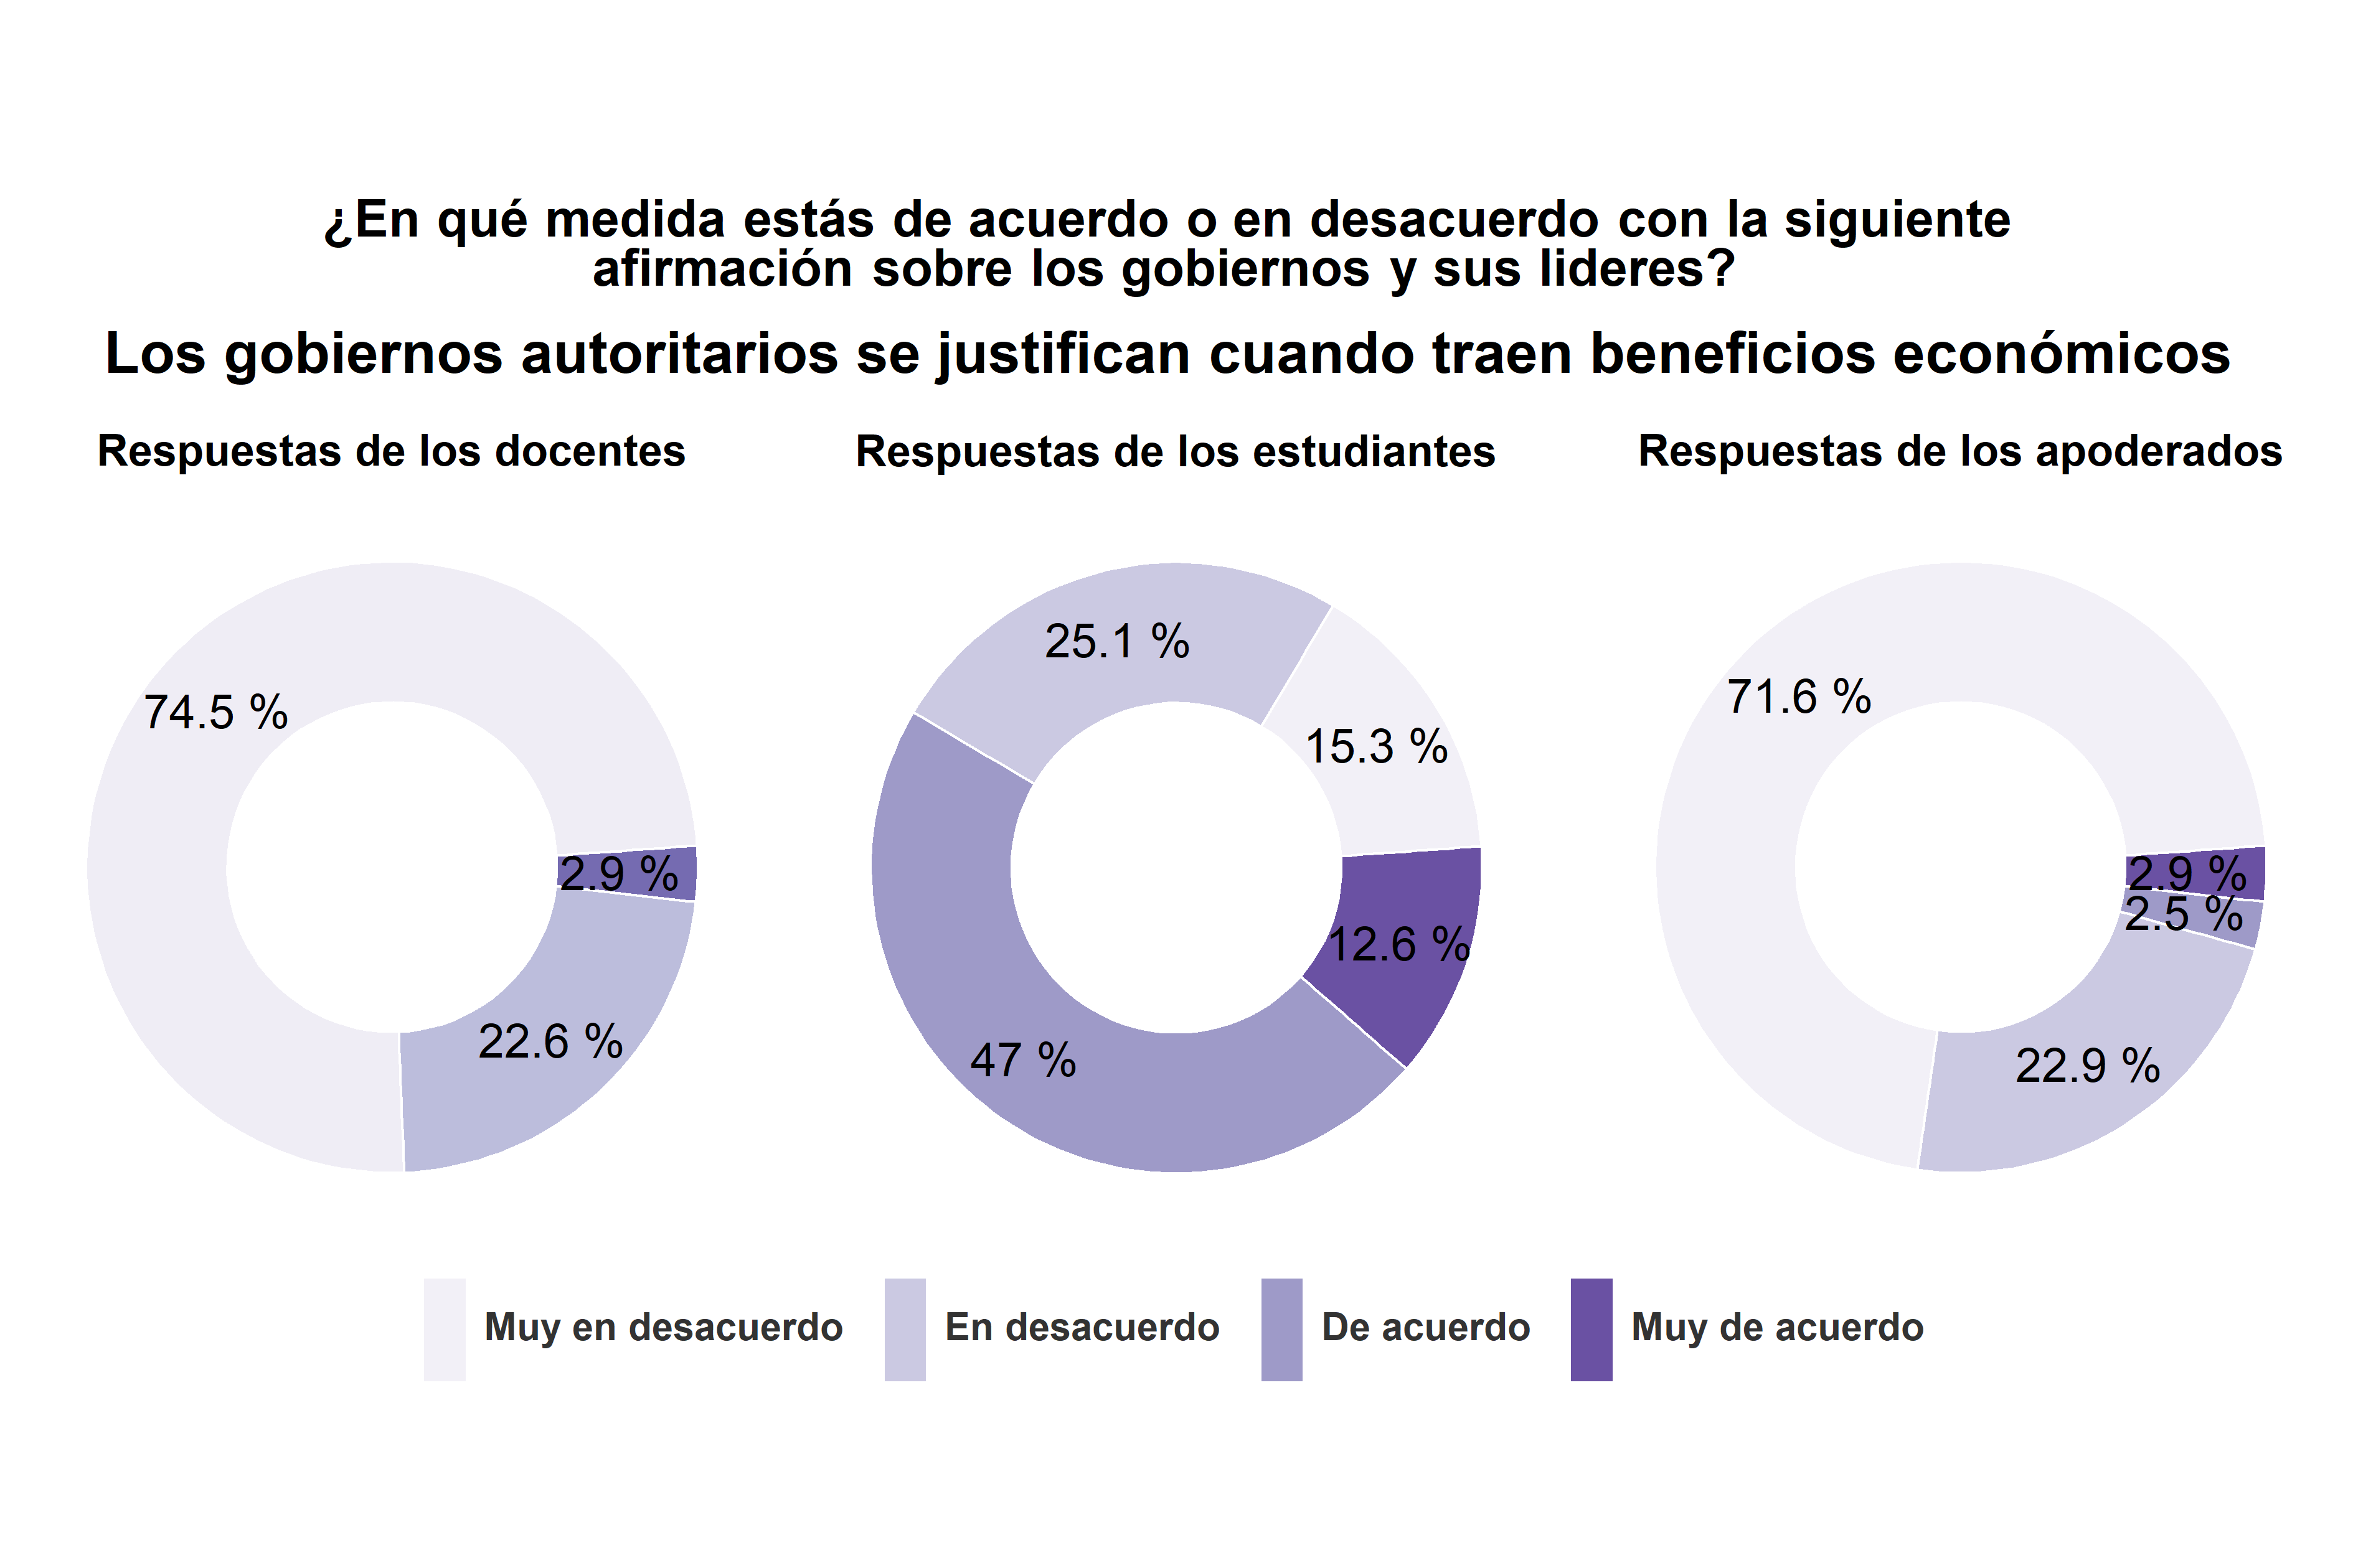 ¿En qué medida estás de acuerdo o en desacuerdo con la siguiente
afirmación sobre los gobiernos y sus lideres?
Los gobiernos autoritarios se justifican cuando traen beneficios económicos
Respuestas de los docentes
74.5 %
2.9 %
22.6 %
Respuestas de los estudiantes
25.1 %
15.3 %
12.6 %
47 %
Respuestas de los apoderados
71.6 %
2.9 %
2.5 %
22.9 %
Muy en desacuerdo
En desacuerdo
De acuerdo
Muy de acuerdo